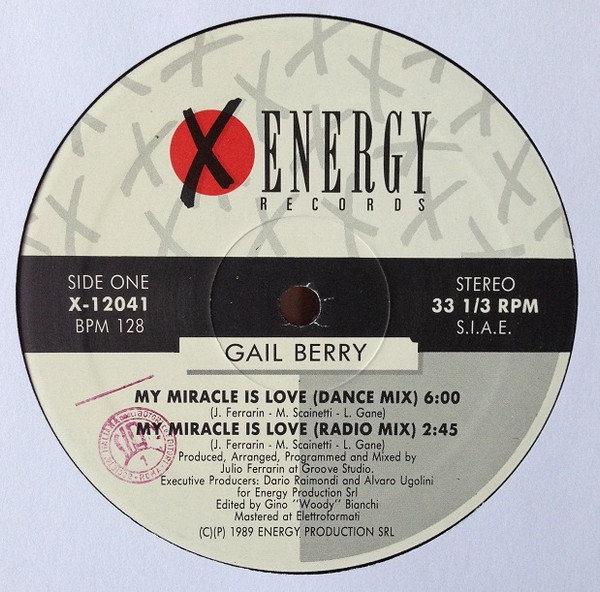 X ENERGY
RECORDS
SIDE ONE
X-12041
BPM 128
STEREO
33 1/3 RPM
S.I.A.E.
GAIL BERRY
MY MIRACLE IS LOVE (DANCE MIX) 6:00
(J. Ferrarin - M. Scainetti - L. Gane)
MY MIRACLE IS LOVE (RADIO MIX) 2:45
(J. Ferrarin - M. Scainetti - L. Gane)
Produced, Arranged, Programmed and Mixed by
Julio Ferrarin at Groove Studio.
Executive Producers: Dario Raimondi and Alvaro Ugolini
for Energy Production Srl
Edited by Gino "Woody" Bianchi
Mastered at Elettroformati
(C)(P) 1989 ENERGY PRODUCTION SRL